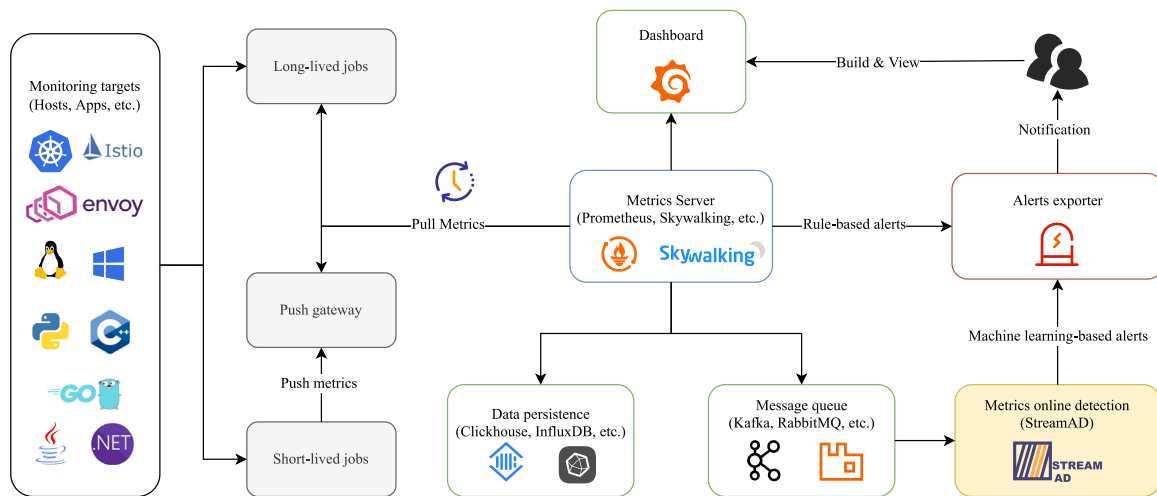 Monitoring targets
(Hosts, Apps, etc.)
Istio
envoy
GO
Java
.NET
C++
Long-lived jobs
Push gateway
Push metrics
Short-lived jobs
Pull Metrics
Dashboard
Build & View
Metrics Server
(Prometheus, Skywalking, etc.)
Skywalking
Rule-based alerts
Notification
Alerts exporter
Machine learning-based alerts
Data persistence
(Clickhouse, InfluxDB, etc.)
Message queue
(Kafka, RabbitMQ, etc.)
Metrics online detection
(StreamAD)
STREAM
AD